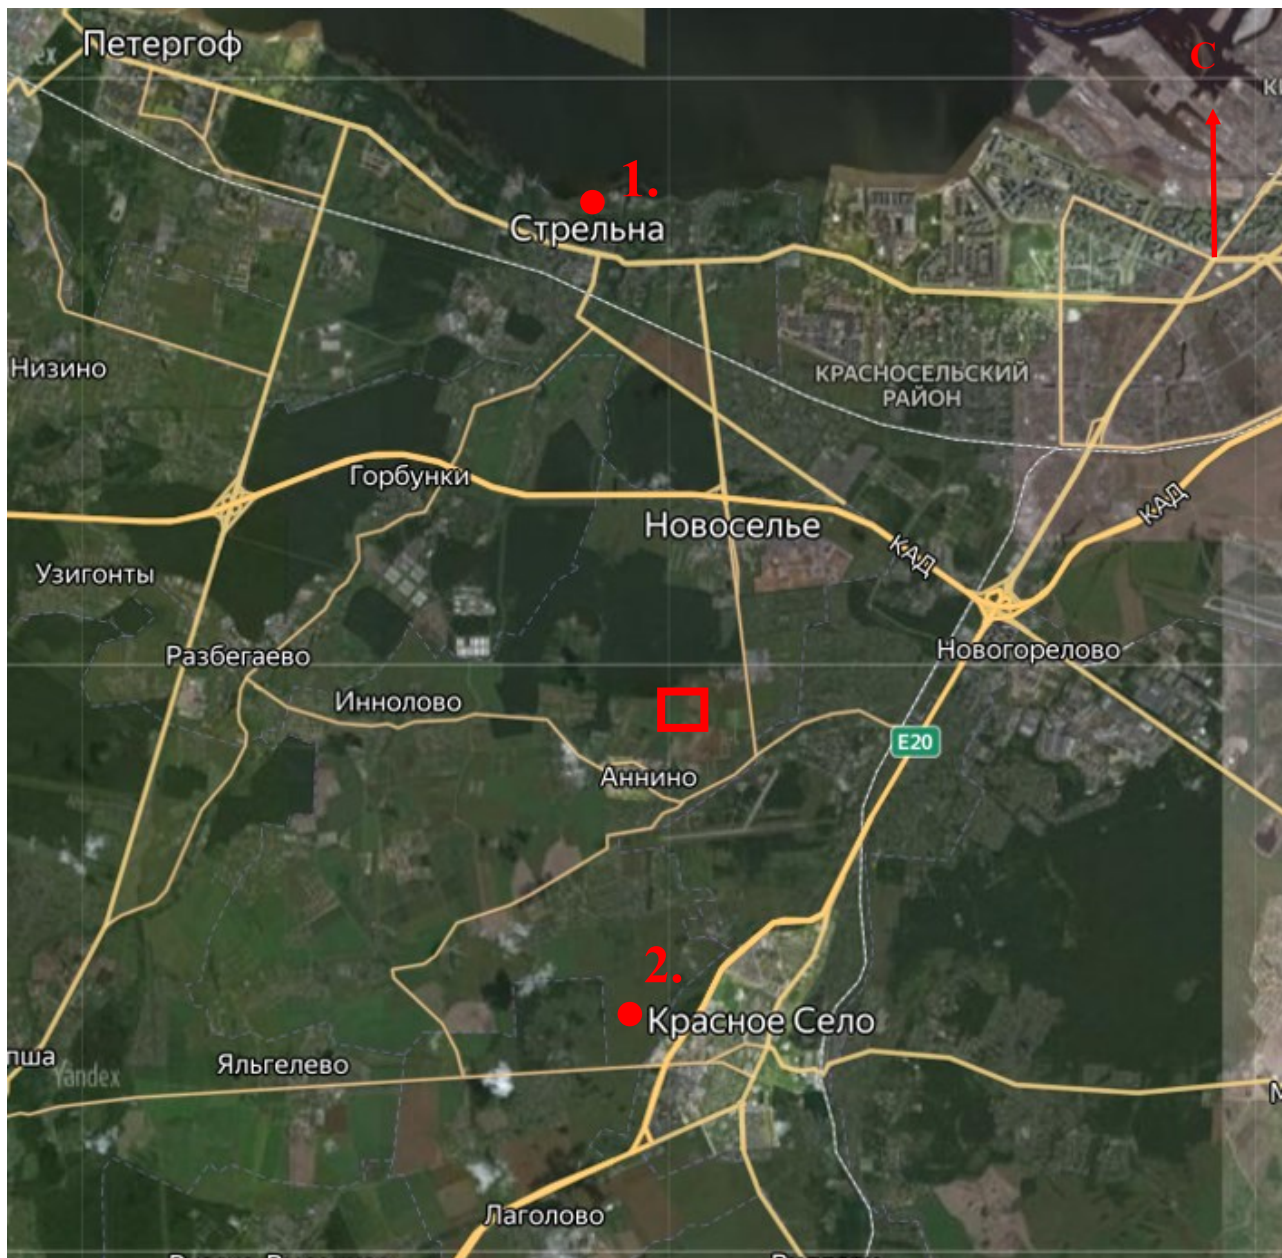 Петергоф
С
1.
Стрельна
Низино
КРАСНОСЕЛЬСКИЙ
РАЙОН
Горбунки
КАД
Новоселье
КАД
Узигонты
Разбегаево
Новогорелово
Иннолово
E20
Аннино
2.
Красное Село
пша
Яльгелево
Yandex
Лаголово